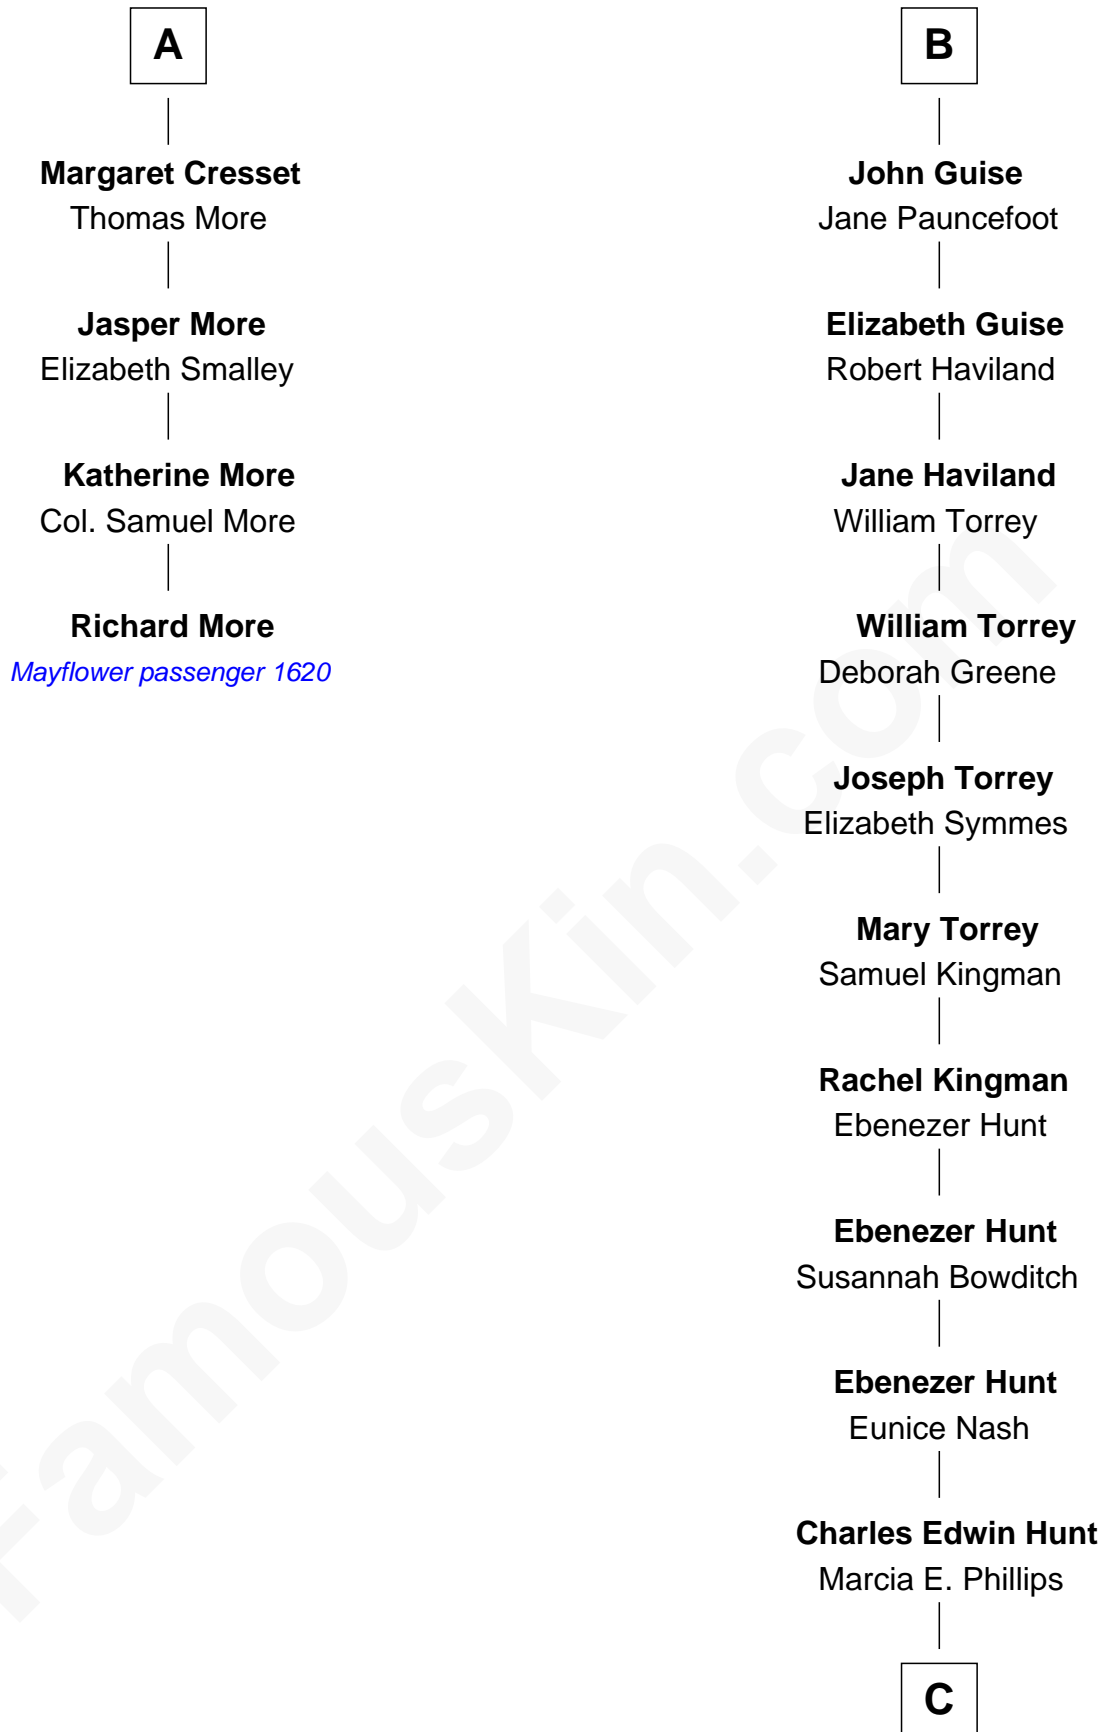 A
Margaret Cresset
Thomas More
Jasper More
Elizabeth Smalley
Katherine More
Col. Samuel More
Richard More
Mayflower passenger 1620
B
John Guise
Jane Pauncefoot
Elizabeth Guise
Robert Haviland
Jane Haviland
William Torrey
William Torrey
Deborah Greene
Joseph Torrey
Elizabeth Symmes
Mary Torrey
Samuel Kingman
Rachel Kingman
Ebenezer Hunt
Ebenezer Hunt
Susannah Bowditch
Ebenezer Hunt
Eunice Nash
Charles Edwin Hunt
Marcia E. Phillips
C
FamousKin.com